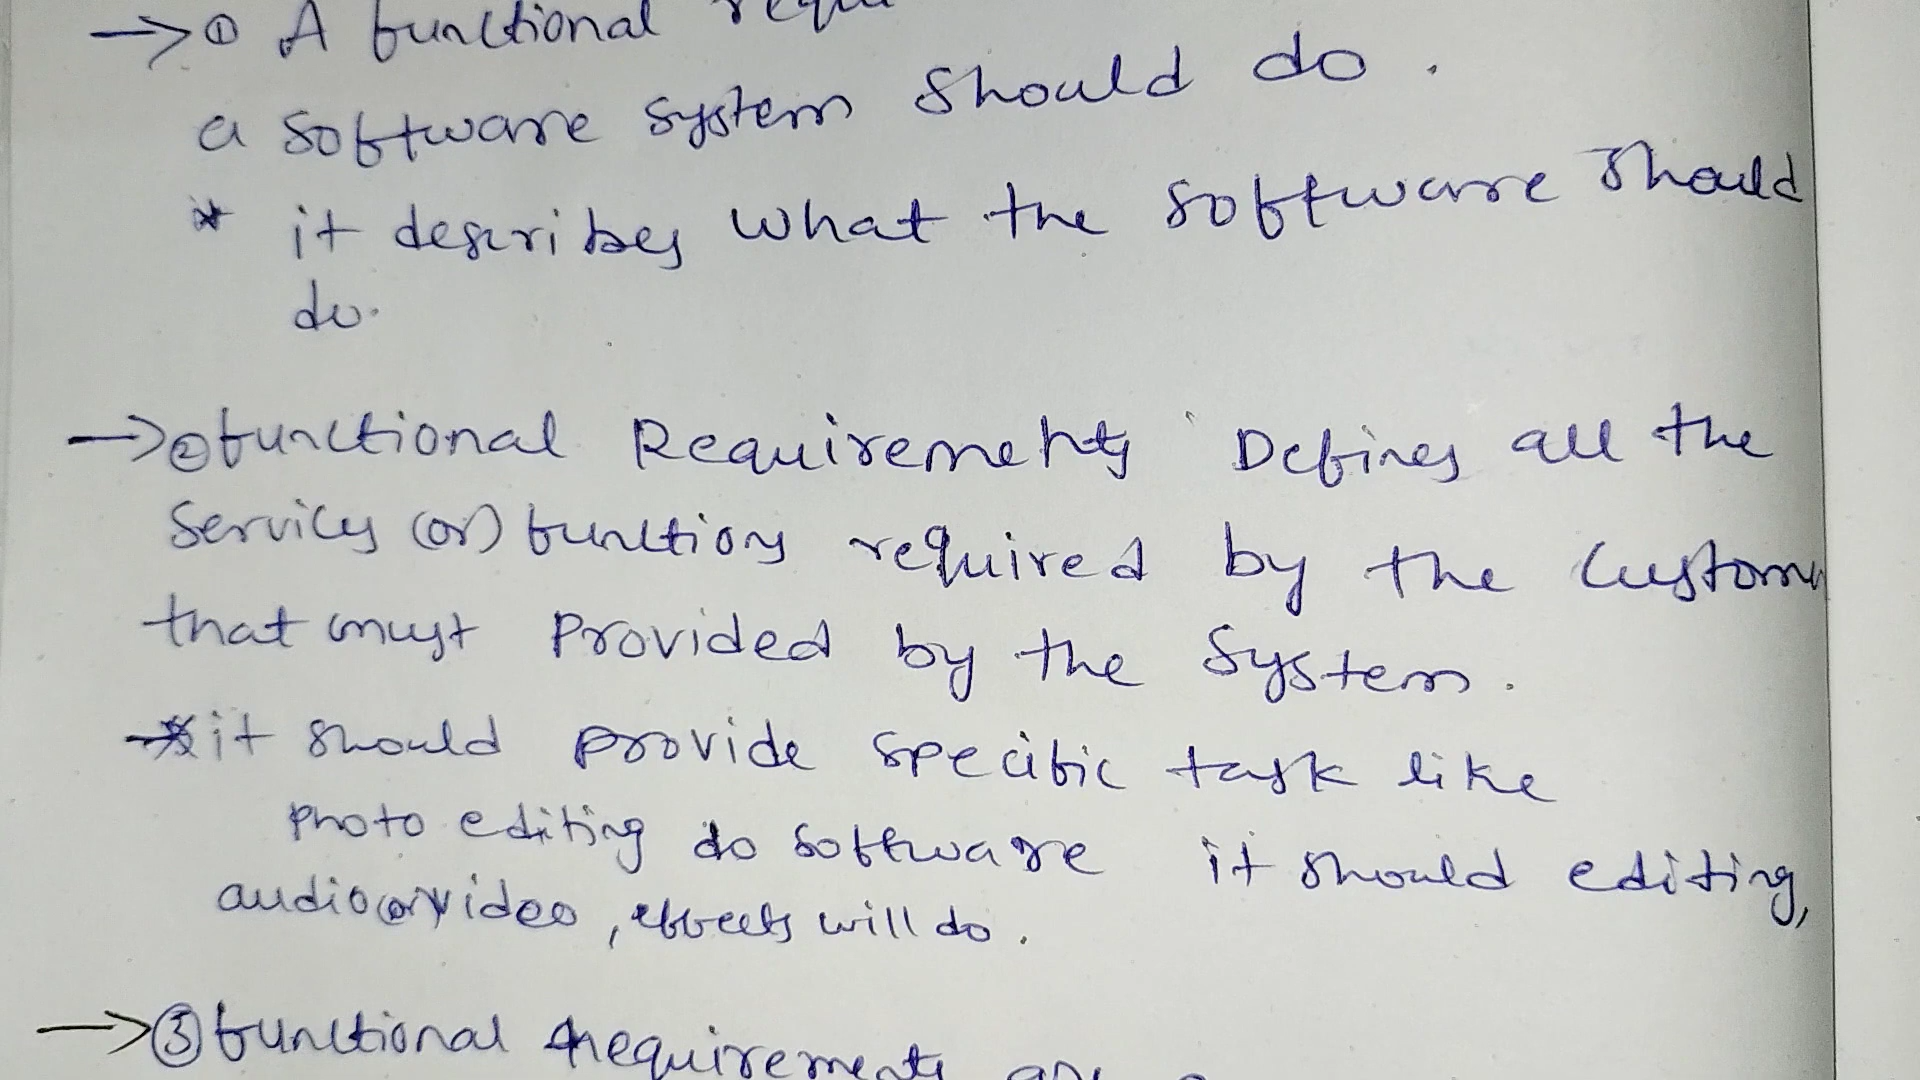 →① A functional
a software system should do.
* it describes what the software should
do.
→② functional Requirements Defines all the
Services (or) functions required by the
that must Provided by the System.
* it should provide specific task like
photo editing do software it should editing,
audio (or) video, effects will do.
→③ functional requirements are